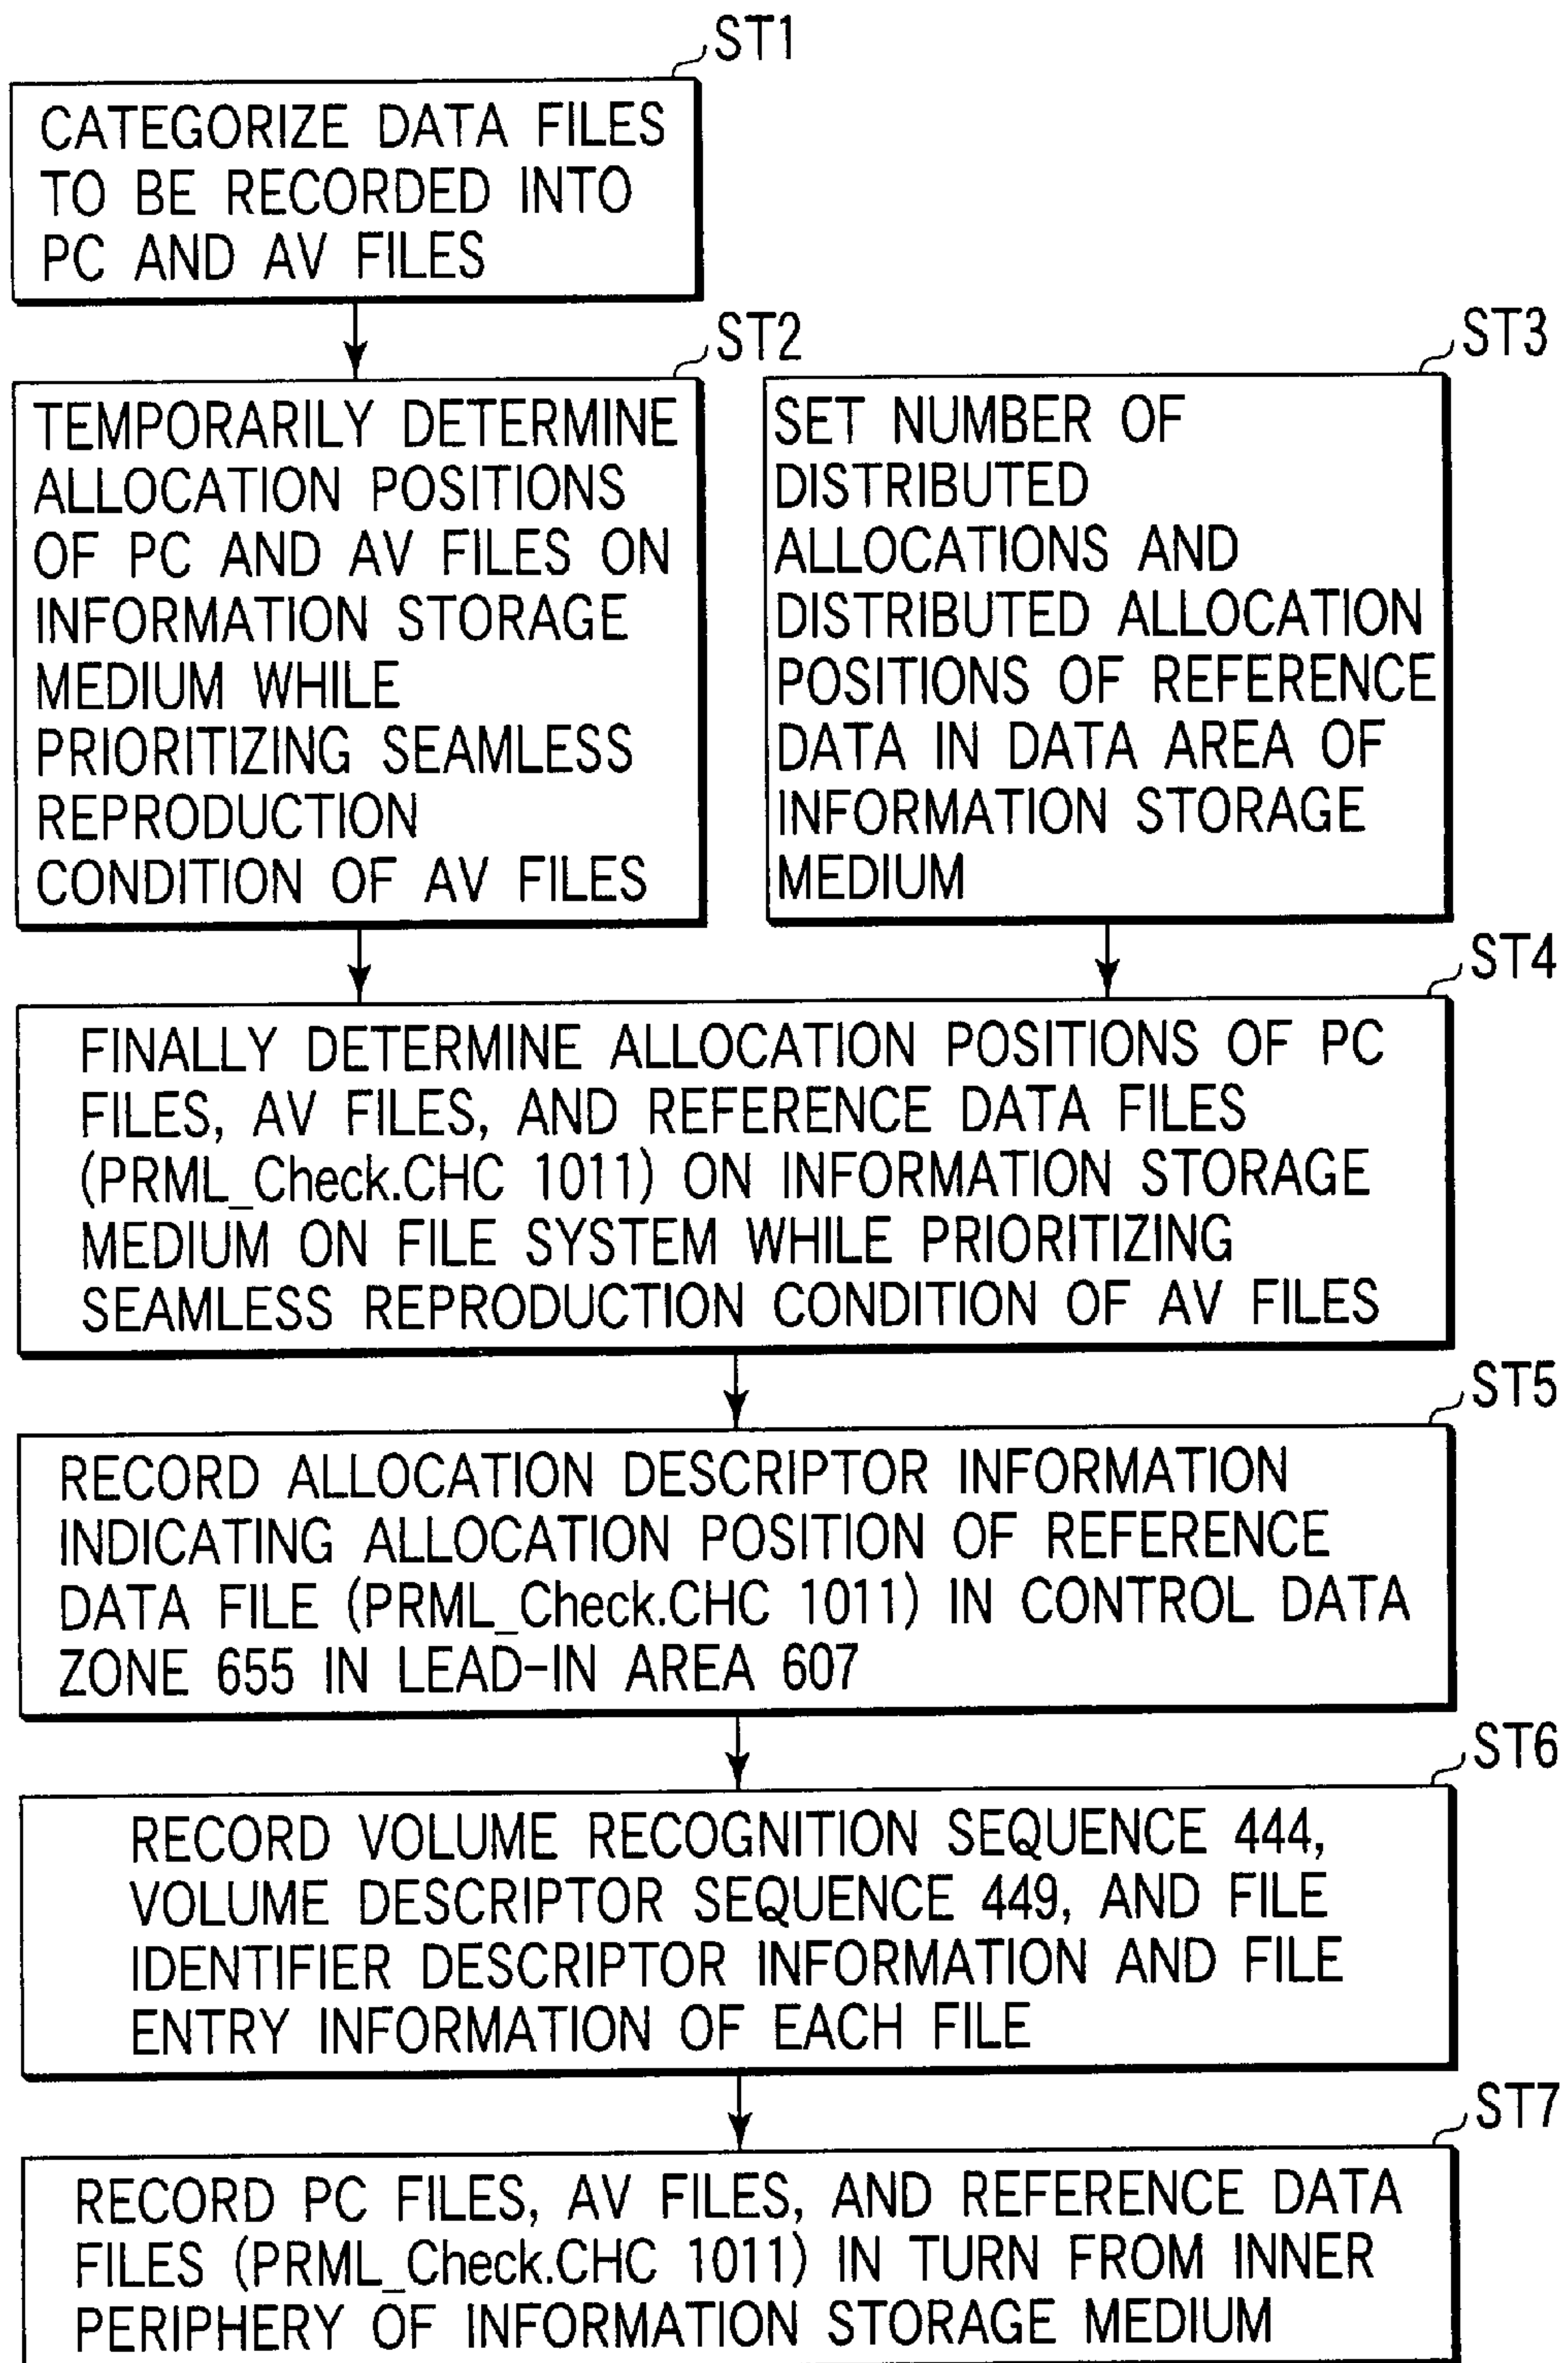 ST1
CATEGORIZE DATA FILES
TO BE RECORDED INTO
PC AND AV FILES
ST2
TEMPORARILY DETERMINE
ALLOCATION POSITIONS
OF PC AND AV FILES ON
INFORMATION STORAGE
MEDIUM WHILE
PRIORITIZING SEAMLESS
REPRODUCTION
CONDITION OF AV FILES
ST3
SET NUMBER OF
DISTRIBUTED
ALLOCATIONS AND
DISTRIBUTED ALLOCATION
POSITIONS OF REFERENCE
DATA IN DATA AREA OF
INFORMATION STORAGE
MEDIUM
ST4
FINALLY DETERMINE ALLOCATION POSITIONS OF PC
FILES, AV FILES, AND REFERENCE DATA FILES
(PRML_Check.CHC 1011) ON INFORMATION STORAGE
MEDIUM ON FILE SYSTEM WHILE PRIORITIZING
SEAMLESS REPRODUCTION CONDITION OF AV FILES
ST5
RECORD ALLOCATION DESCRIPTOR INFORMATION
INDICATING ALLOCATION POSITION OF REFERENCE
DATA FILE (PRML_Check.CHC 1011) IN CONTROL DATA
ZONE 655 IN LEAD-IN AREA 607
ST6
RECORD VOLUME RECOGNITION SEQUENCE 444,
VOLUME DESCRIPTOR SEQUENCE 449, AND FILE
IDENTIFIER DESCRIPTOR INFORMATION AND FILE
ENTRY INFORMATION OF EACH FILE
ST7
RECORD PC FILES, AV FILES, AND REFERENCE DATA
FILES (PRML_Check.CHC 1011) IN TURN FROM INNER
PERIPHERY OF INFORMATION STORAGE MEDIUM